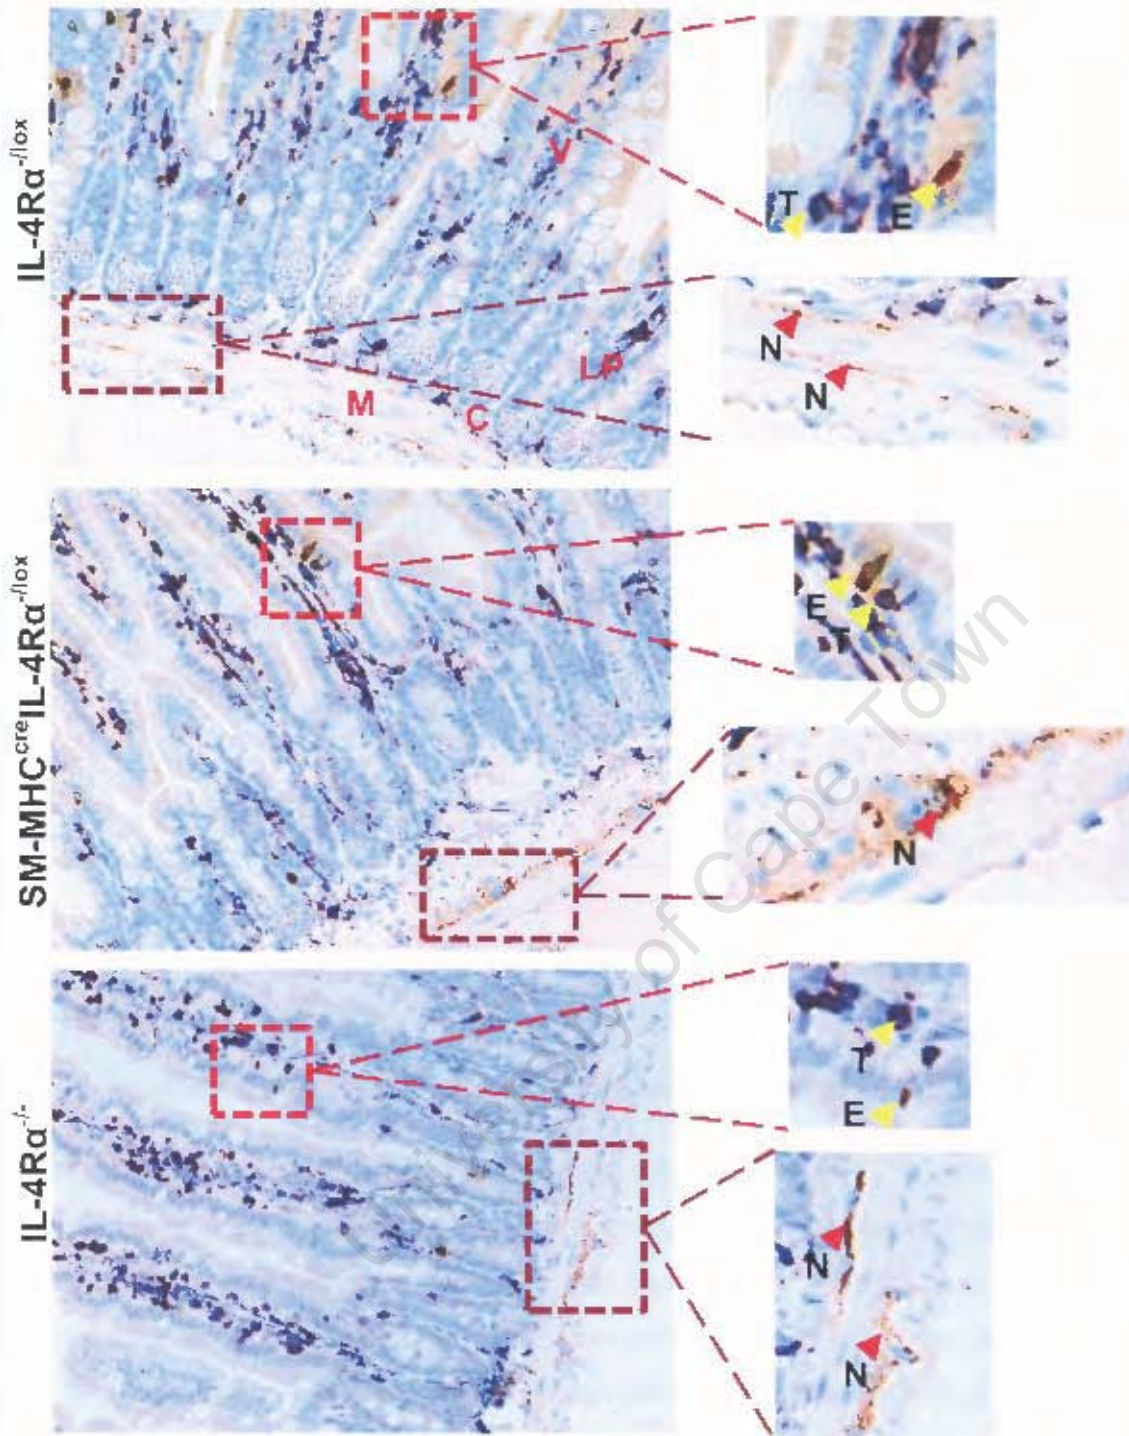 IL-4Rα-/lox
V
LP
M
C
T
E
N
N
SM-MHCcreIL-4Rα-/lox
E
T
N
IL-4Rα-/-
T
E
N
N
University of Cape Town